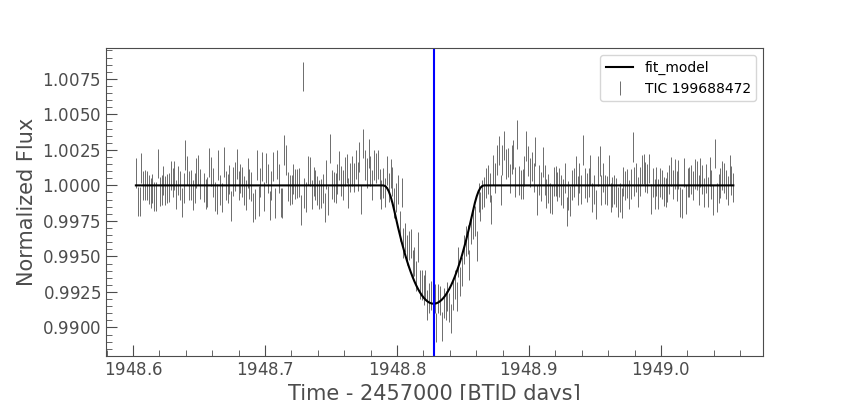 fit_model
TIC 199688472
1.0075
1.0050
1.0025
1.0000
0.9975
0.9950
0.9925
0.9900
Normalized Flux
1948.6 1948.7 1948.8 1948.9 1949.0
Time - 2457000 [BTJD days]